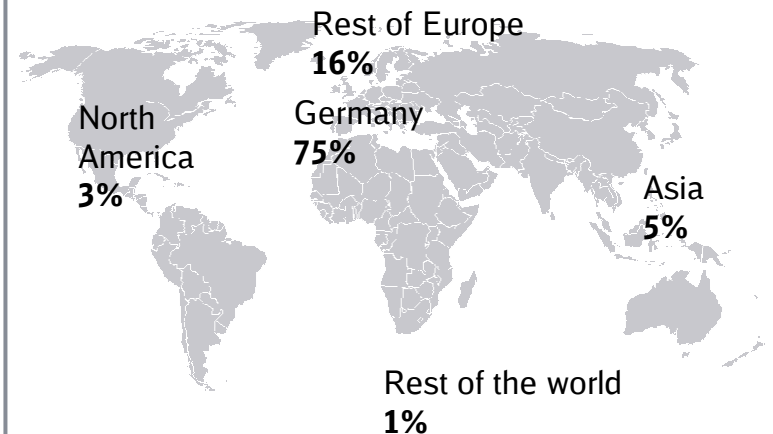 Rest of Europe
16%
Germany
75%
North
America
3%
Asia
5%
Rest of the world
1%